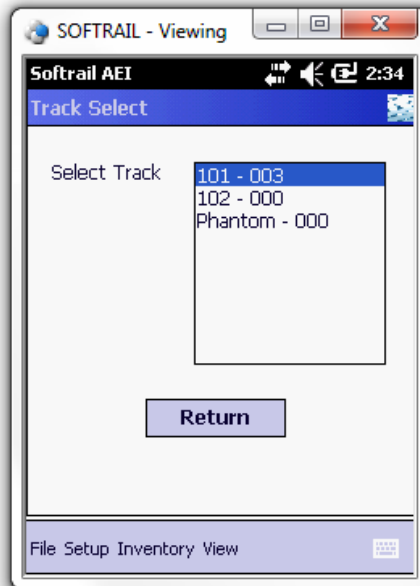 SOFTRAIL - Viewing
Softrail AEI 2:34
Track Select
Select Track
101 - 003
102 - 000
Phantom - 000
Return
File Setup Inventory View